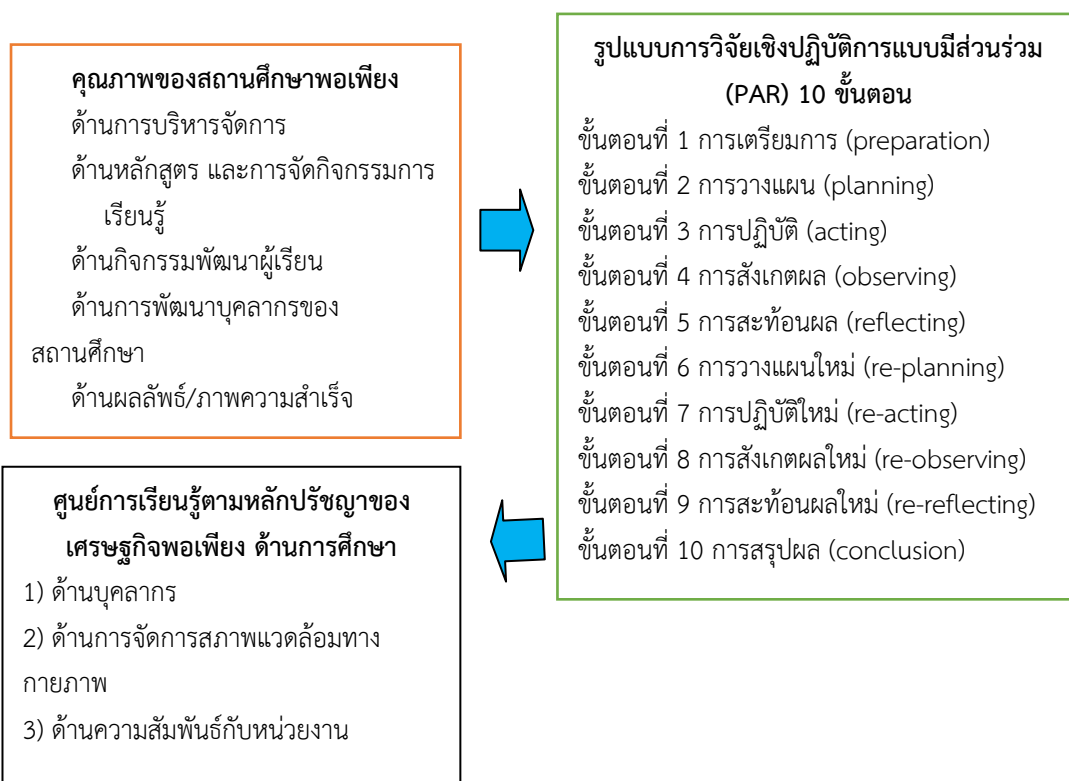 คุณภาพของสถานศึกษาพอเพียง
ด้านการบริหารจัดการ
ด้านหลักสูตร และการจัดกิจกรรมการ
เรียนรู้
ด้านกิจกรรมพัฒนาผู้เรียน
ด้านการพัฒนาบุคลากรของ
สถานศึกษา
ด้านผลลัพธ์/ภาพความสำเร็จ
รูปแบบการวิจัยเชิงปฏิบัติการแบบมีส่วนร่วม
(PAR) 10 ขั้นตอน
ขั้นตอนที่ 1 การเตรียมการ (preparation)
ขั้นตอนที่ 2 การวางแผน (planning)
ขั้นตอนที่ 3 การปฏิบัติ (acting)
ขั้นตอนที่ 4 การสังเกตผล (observing)
ขั้นตอนที่ 5 การสะท้อนผล (reflecting)
ขั้นตอนที่ 6 การวางแผนใหม่ (re-planning)
ขั้นตอนที่ 7 การปฏิบัติใหม่ (re-acting)
ขั้นตอนที่ 8 การสังเกตผลใหม่ (re-observing)
ขั้นตอนที่ 9 การสะท้อนผลใหม่ (re-reflecting)
ขั้นตอนที่ 10 การสรุปผล (conclusion)
ศูนย์การเรียนรู้ตามหลักปรัชญาของ
เศรษฐกิจพอเพียง ด้านการศึกษา
1) ด้านบุคลากร
2) ด้านการจัดการสภาพแวดล้อมทาง
กายภาพ
3) ด้านความสัมพันธ์กับหน่วยงาน